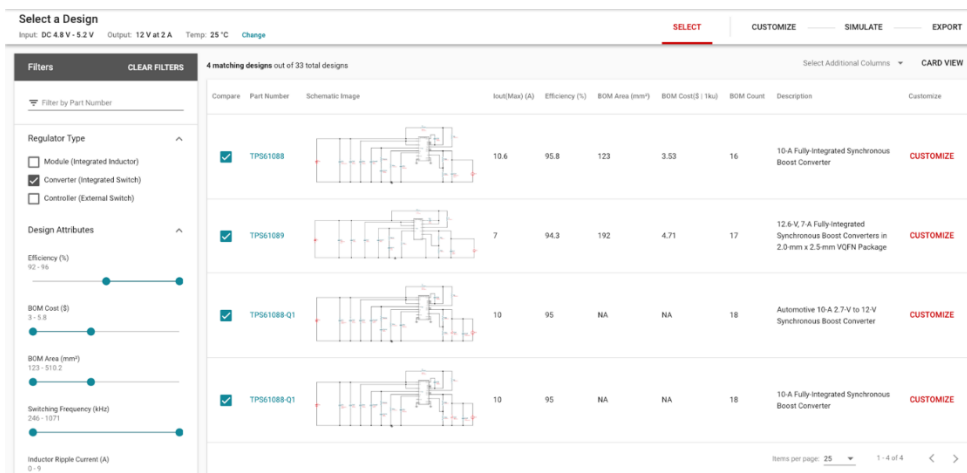 Select a Design
Input: DC 4.8 V - 5.2 V Output: 12 V at 2 A Temp: 25 °C Change
SELECT CUSTOMIZE SIMULATE EXPORT
Filters CLEAR FILTERS
Filter by Part Number
Regulator Type
Module (Integrated Inductor)
Converter (Integrated Switch)
Controller (External Switch)
Design Attributes
Efficiency (%)
92 - 96
BOM Cost ($)
3 - 5.8
BOM Area (mm²)
123 - 510.2
Switching Frequency (kHz)
246 - 1071
Inductor Ripple Current (A)
0 - 9
4 matching designs out of 33 total designs
Select Additional Columns CARD VIEW
Compare Part Number Schematic Image Iout(Max) (A) Efficiency (%) BOM Area (mm²) BOM Cost($ | 1ku) BOM Count Description Customize
TPS61088 10.6 95.8 123 3.53 16 10-A Fully-Integrated Synchronous CUSTOMIZE
Boost Converter
12.6-V, 7-A Fully-Integrated
TPS61089 7 94.3 192 4.71 17 Synchronous Boost Converters in CUSTOMIZE
2.0-mm x 2.5-mm VQFN Package
TPS61088-Q1 10 95 NA NA 18 Automotive 10-A 2.7-V to 12-V CUSTOMIZE
Synchronous Boost Converter
TPS61088-Q1 10 95 NA NA 18 10-A Fully-Integrated Synchronous CUSTOMIZE
Boost Converter
Items per page: 25 1 - 4 of 4